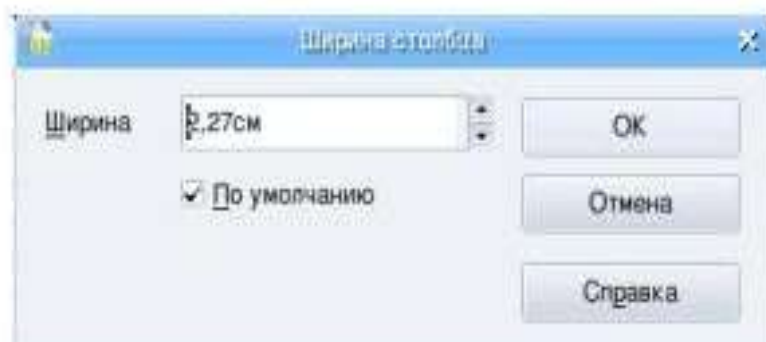 Ширина столбца
Ширина 2,27см OK
По умолчанию Отмена
Справка